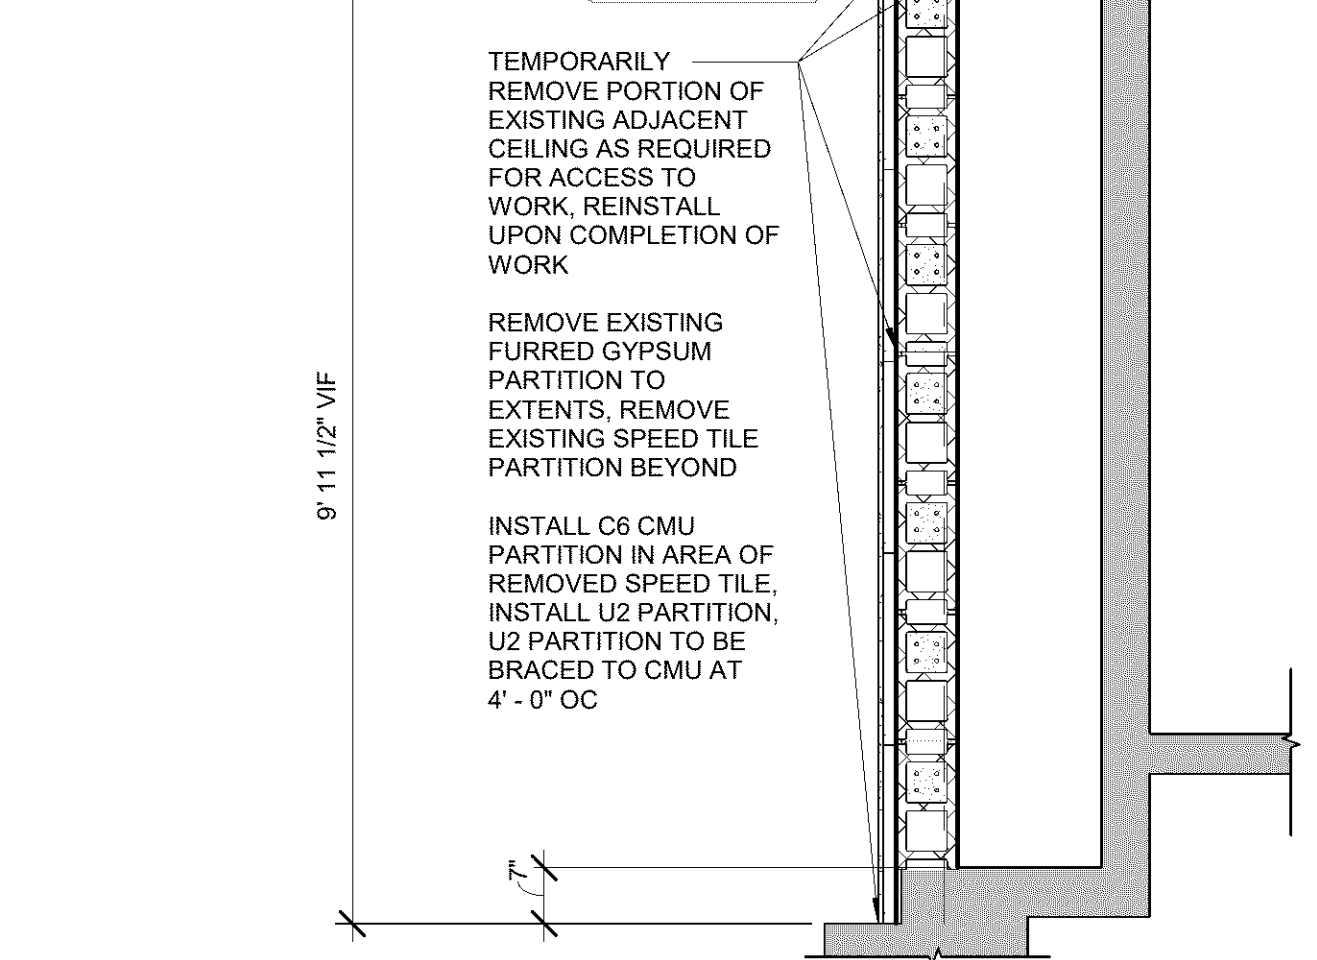 TEMPORARILY
REMOVE PORTION OF
EXISTING ADJACENT
CEILING AS REQUIRED
FOR ACCESS TO
WORK, REINSTALL
UPON COMPLETION OF
WORK
REMOVE EXISTING
FURRED GYPSUM
PARTITION TO
EXTENTS, REMOVE
EXISTING SPEED TILE
PARTITION BEYOND
INSTALL C6 CMU
PARTITION IN AREA OF
REMOVED SPEED TILE,
INSTALL U2 PARTITION,
U2 PARTITION TO BE
BRACED TO CMU AT
4' - 0" OC
9' 11 1/2" VIF
7"